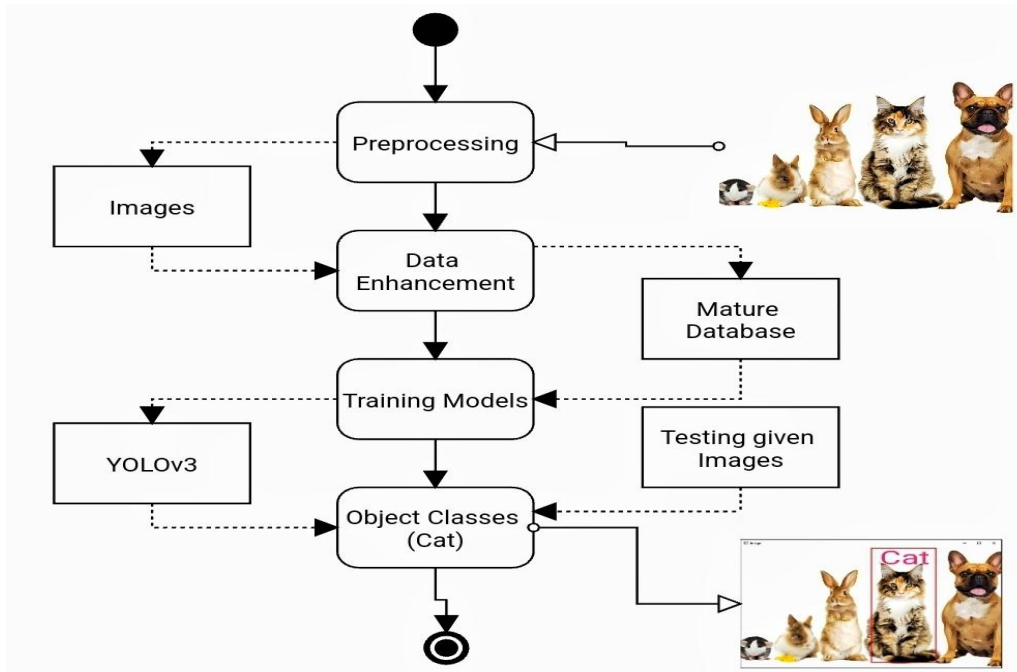 Preprocessing
Images
Data
Enhancement
Mature
Database
Training Models
Testing given
Images
YOLOv3
Object Classes
(Cat)
Cat